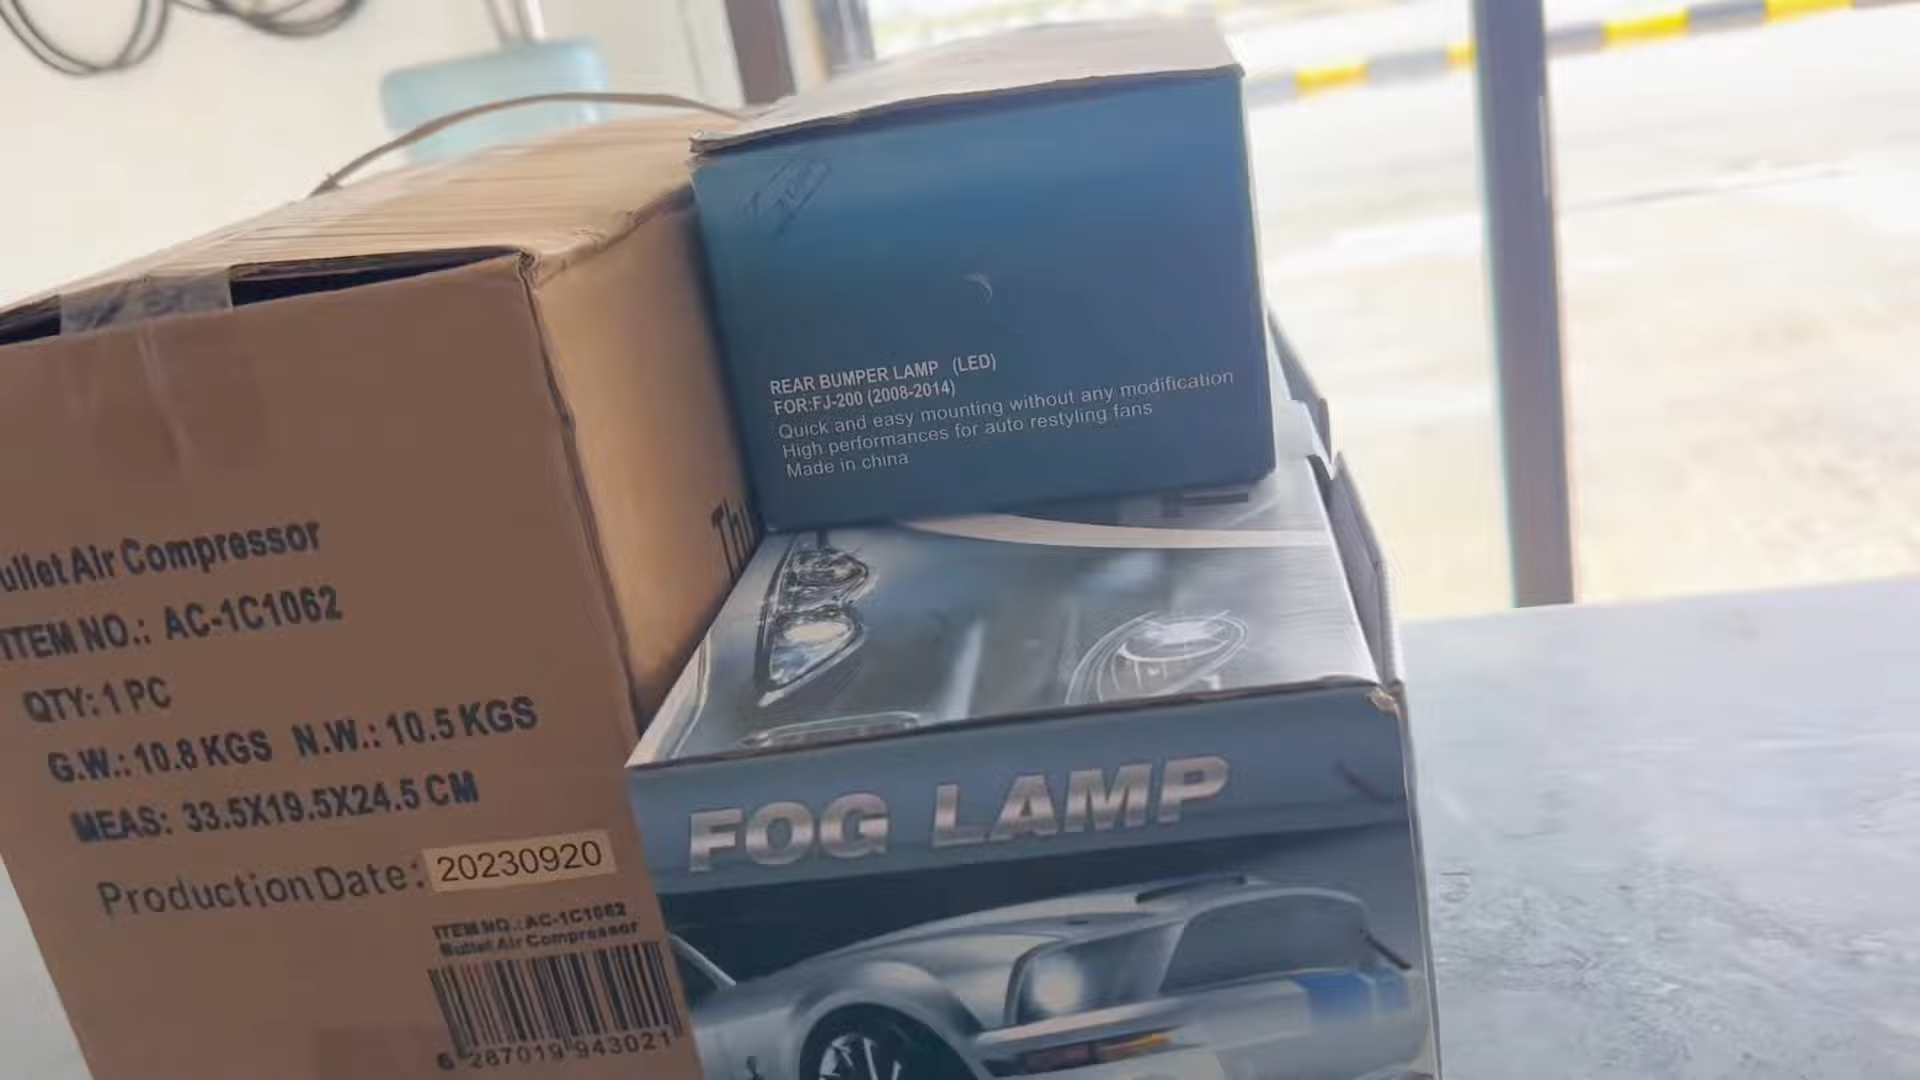 ullet Air Compressor
ITEM NO.: AC-1C1062
QTY: 1 PC
G.W.: 10.8 KGS N.W.: 10.5 KGS
MEAS: 33.5X19.5X24.5 CM
Production Date: 20230920
ITEM NO.: AC-1C1062
Bullet Air Compressor
6 287019 943021
Thu
REAR BUMPER LAMP (LED)
FOR:FJ-200 (2008-2014)
Quick and easy mounting without any modification
High performances for auto restyling fans
Made in china
FOG LAMP